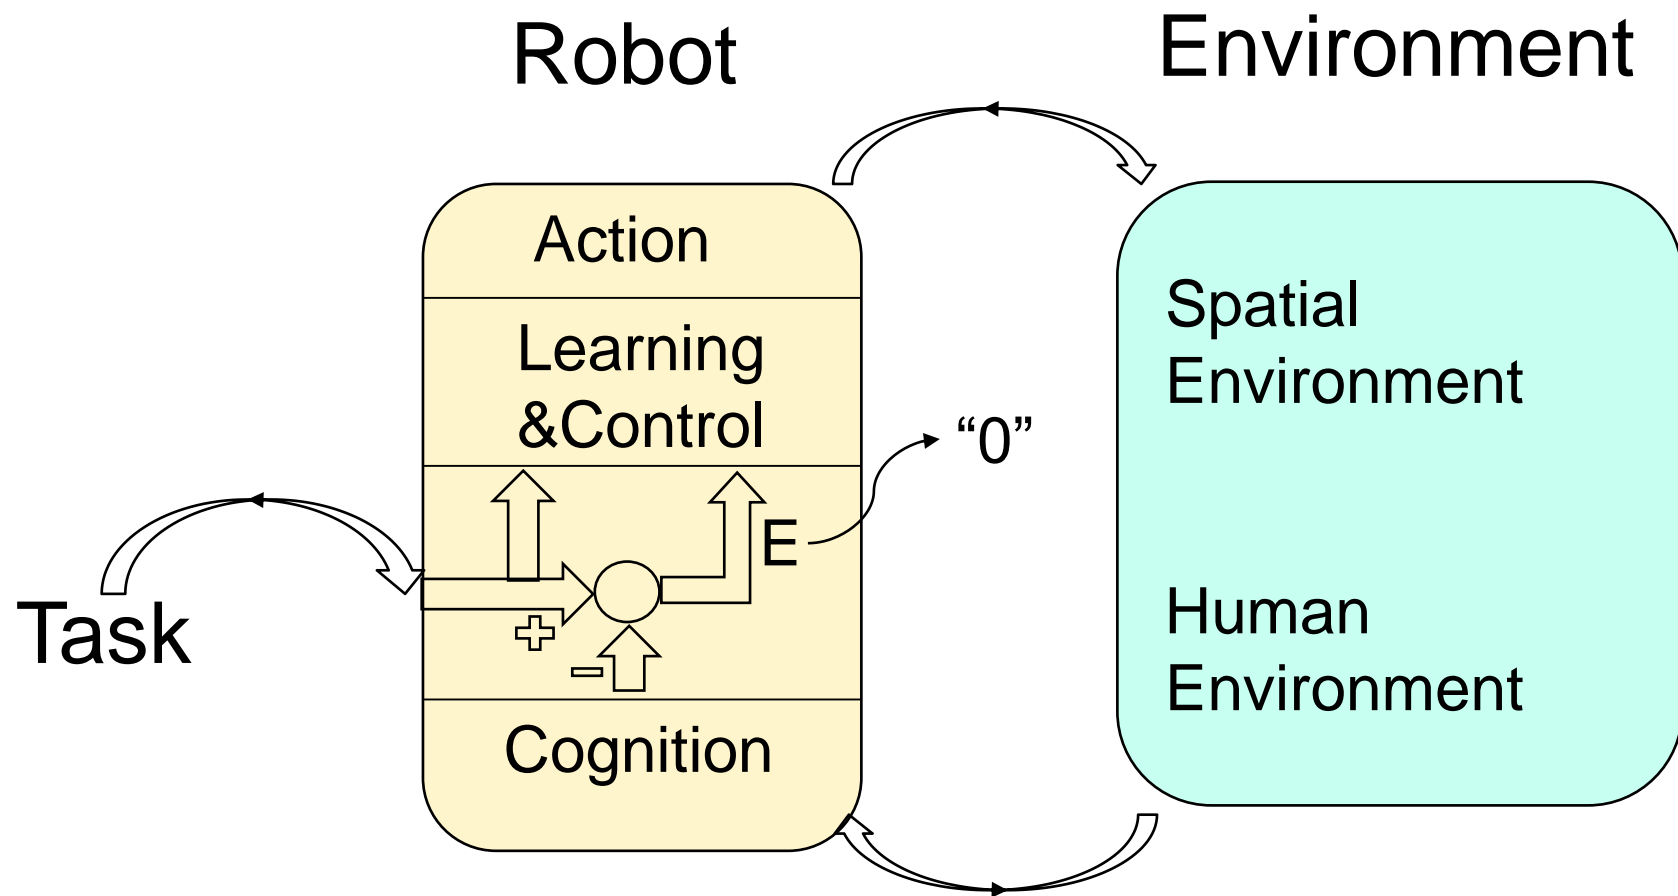 Robot
Environment
Action
Learning
&Control
“0”
E
+
-
Cognition
Task
Spatial
Environment
Human
Environment